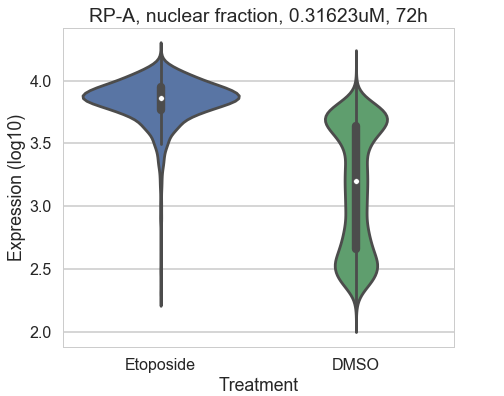 RP-A, nuclear fraction, 0.31623uM, 72h
Expression (log10)
4.0
3.5
3.0
2.5
2.0
Etoposide DMSO
Treatment